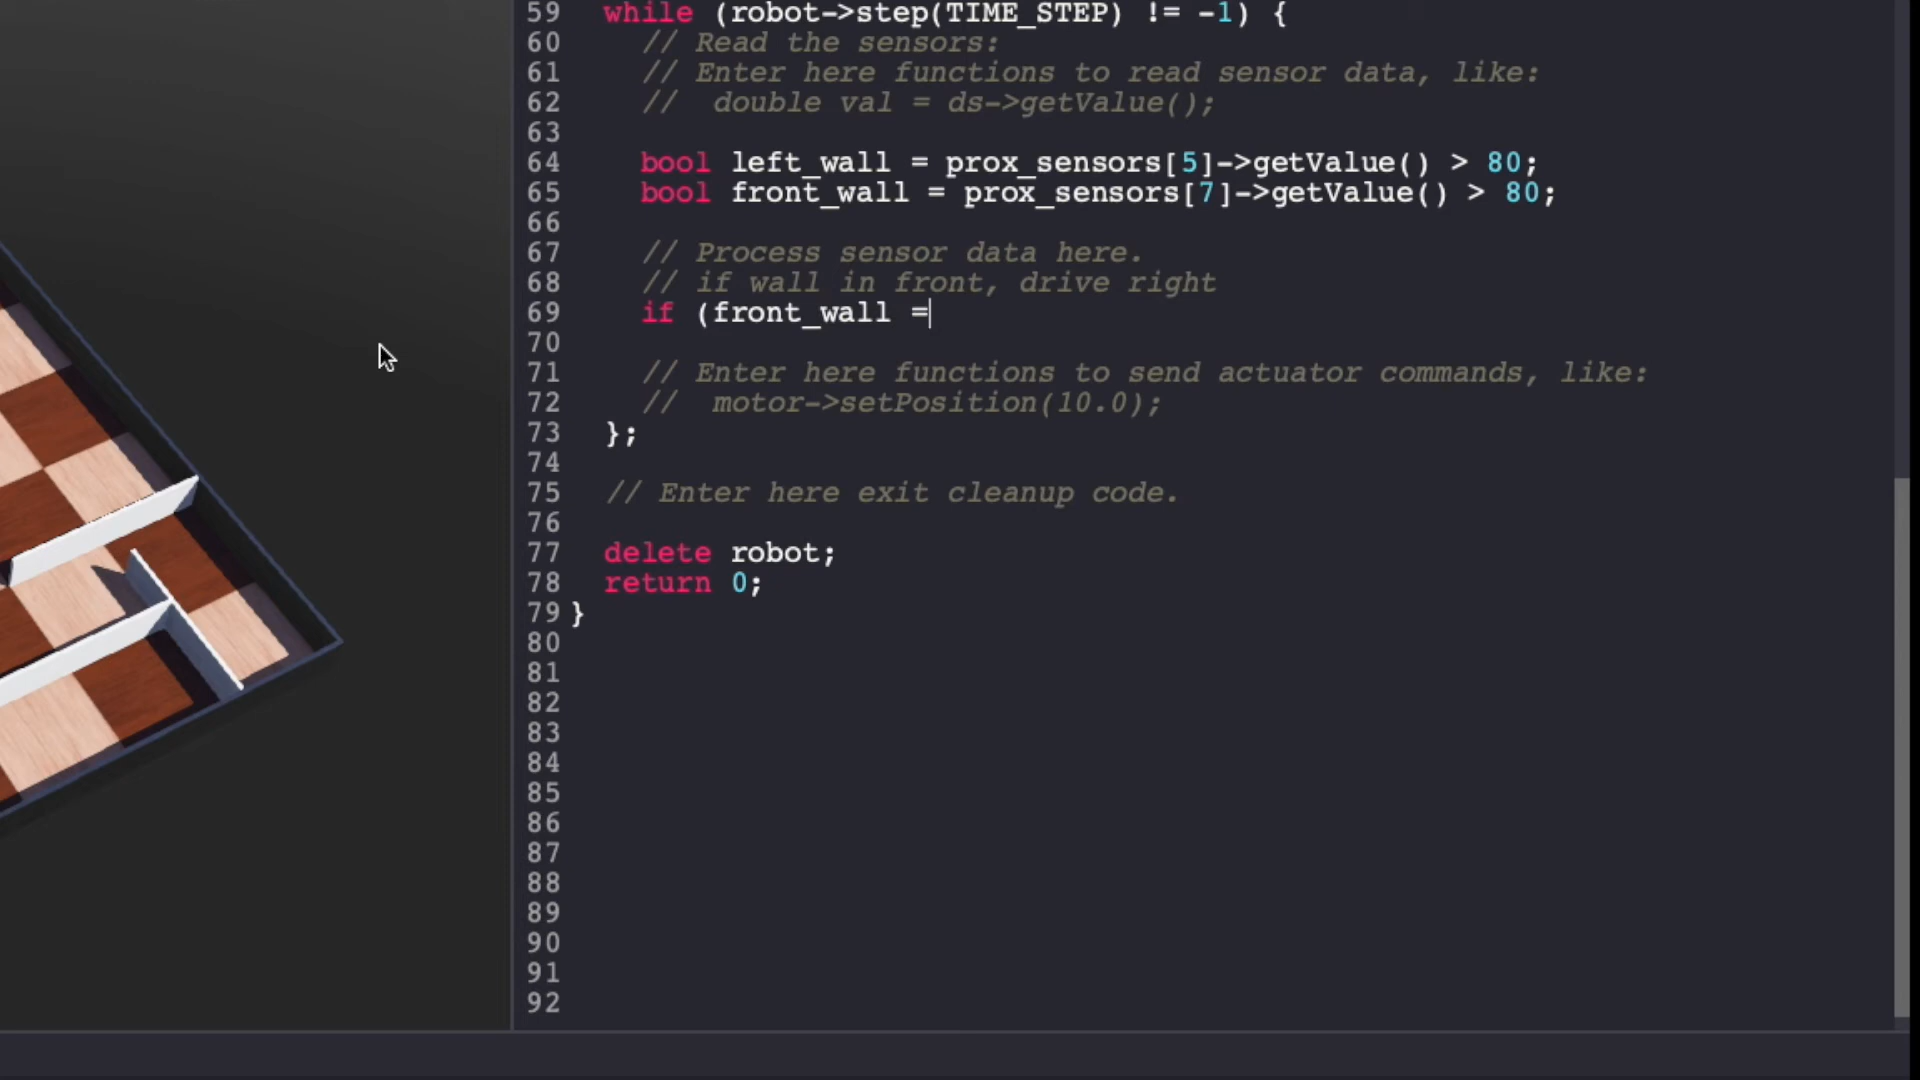 59 while (robot->step(TIME_STEP) != -1) {
60 // Read the sensors:
61 // Enter here functions to read sensor data, like:
62 //  double val = ds->getValue();
63
64 bool left_wall = prox_sensors[5]->getValue() > 80;
65 bool front_wall = prox_sensors[7]->getValue() > 80;
66
67 // Process sensor data here.
68 // if wall in front, drive right
69 if (front_wall =
70
71 // Enter here functions to send actuator commands, like:
72 //  motor->setPosition(10.0);
73 };
74
75 // Enter here exit cleanup code.
76
77 delete robot;
78 return 0;
79 }
80
81
82
83
84
85
86
87
88
89
90
91
92